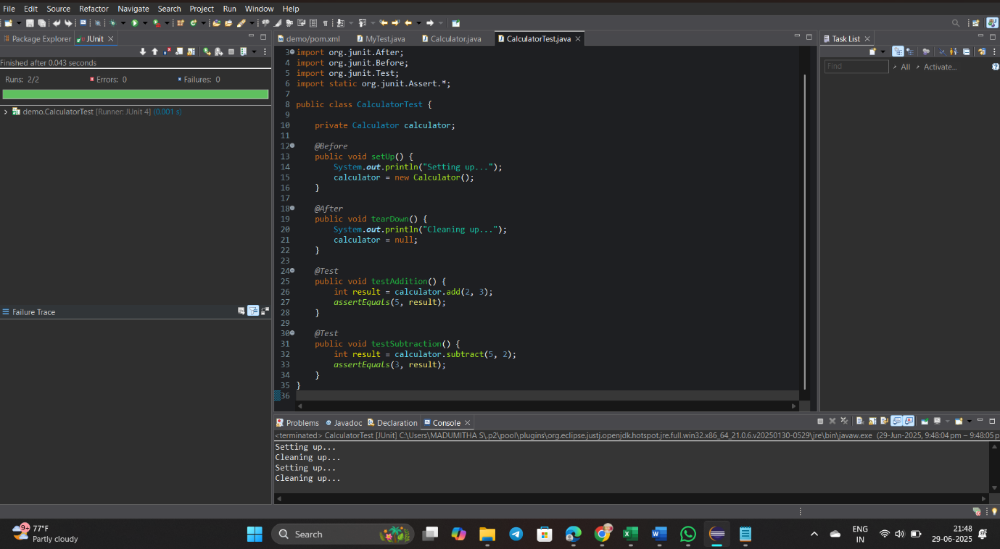 File Edit Source Refactor Navigate Search Project Run Window Help
Package Explorer JUnit
Finished after 0.043 seconds
Runs: 2/2 Errors: 0 Failures: 0
demo.CalculatorTest [Runner: JUnit 4] (0.001 s)
Failure Trace
demo/pom.xml MyTest.java Calculator.java CalculatorTest.java
3 import org.junit.After;
4 import org.junit.Before;
5 import org.junit.Test;
6 import static org.junit.Assert.*;
7
8 public class CalculatorTest {
9
10 private Calculator calculator;
11
12 @Before
13 public void setUp() {
14 System.out.println("Setting up...");
15 calculator = new Calculator();
16 }
17
18 @After
19 public void tearDown() {
20 System.out.println("Cleaning up...");
21 calculator = null;
22 }
23
24 @Test
25 public void testAddition() {
26 int result = calculator.add(2, 3);
27 assertEquals(5, result);
28 }
29
30 @Test
31 public void testSubtraction() {
32 int result = calculator.subtract(5, 2);
33 assertEquals(3, result);
34 }
35 }
36
Task List
Find All Activate...
Problems Javadoc Declaration Console
<terminated> CalculatorTest [JUnit] C:\Users\MADUMITHA S\.p2\pool\plugins\org.eclipse.justj.openjdk.hotspot.jre.full.win32.x86_64_21.0.6.v20250130-0529\jre\bin\javaw.exe (29-Jun-2025, 9:48:04 pm – 9:48:05 p
Setting up...
Cleaning up...
Setting up...
Cleaning up...
9+
77°F
Partly cloudy
Search
ENG
IN
21:48
29-06-2025